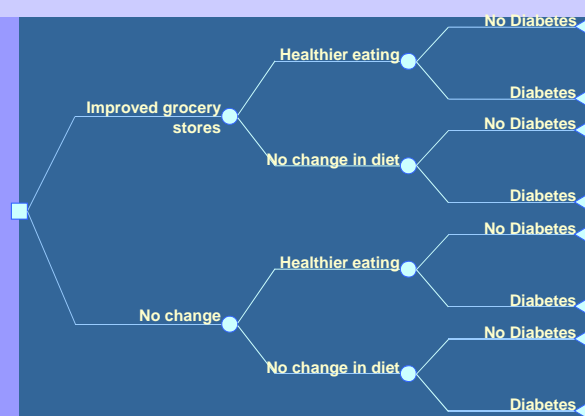 No Diabetes
Healthier eating
Diabetes
Improved grocery
stores
No Diabetes
No change in diet
Diabetes
No Diabetes
Healthier eating
Diabetes
No change
No Diabetes
No change in diet
Diabetes